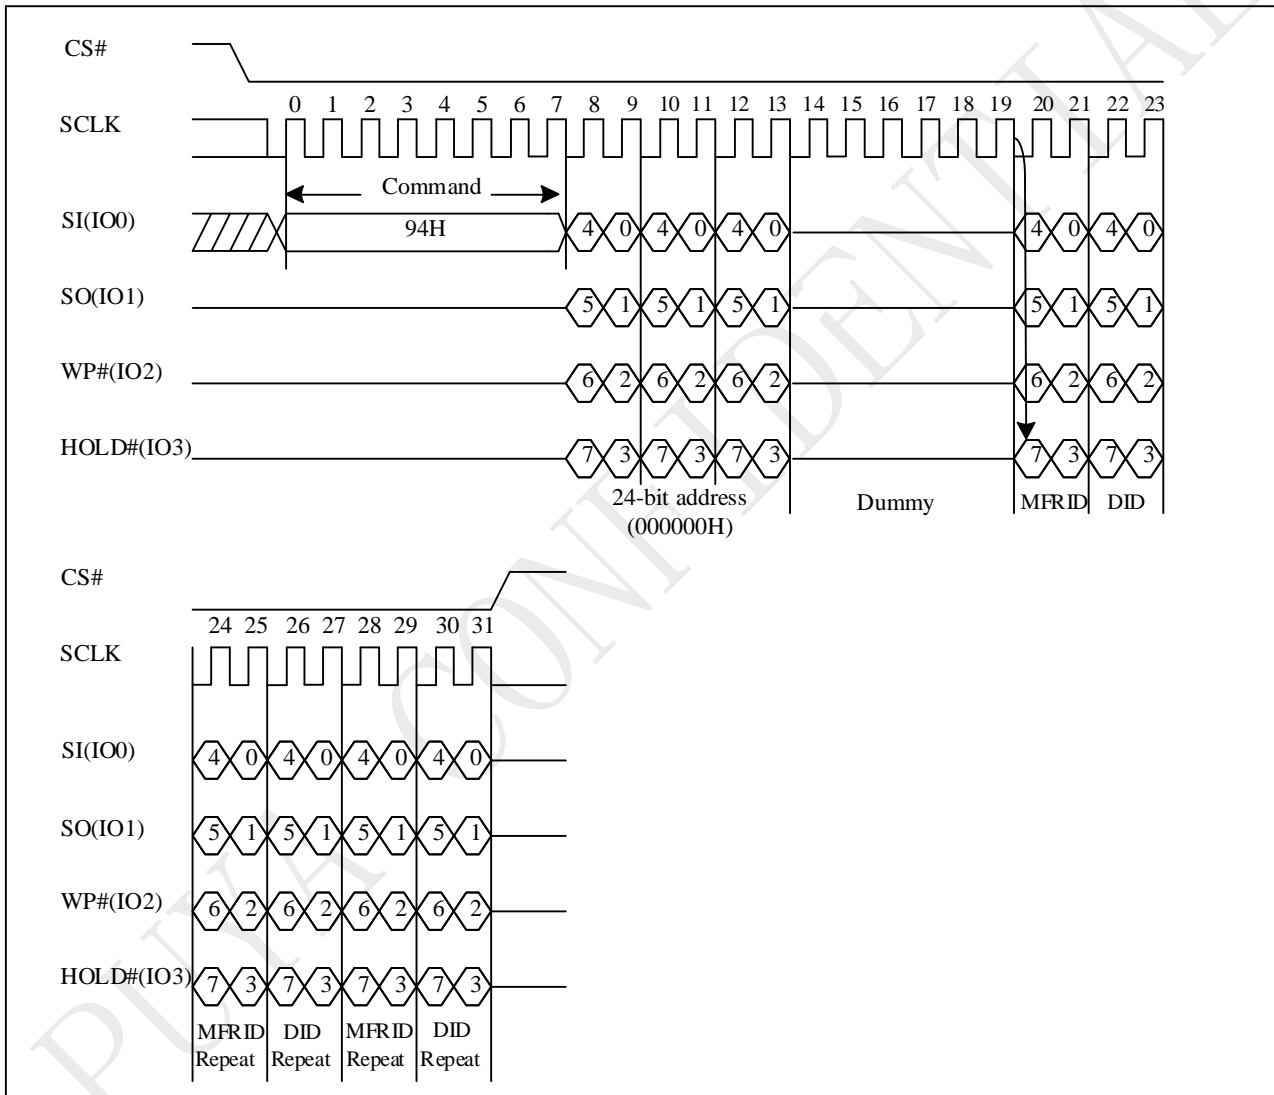 CS#
0 1 2 3 4 5 6 7 8 9 10 11 12 13 14 15 16 17 18 19 20 21 22 23
SCLK
Command
SI(IO0) 94H 4 0 4 0 4 0 4 0 4 0
SO(IO1) 5 1 5 1 5 1 5 1 5 1
WP#(IO2) 6 2 6 2 6 2 6 2 6 2
HOLD#(IO3) 7 3 7 3 7 3 7 3 7 3
24-bit address Dummy MFRID DID
(000000H)
CS#
24 25 26 27 28 29 30 31
SCLK
SI(IO0) 4 0 4 0 4 0 4 0
SO(IO1) 5 1 5 1 5 1 5 1
WP#(IO2) 6 2 6 2 6 2 6 2
HOLD#(IO3) 7 3 7 3 7 3 7 3
MFRID DID MFRID DID
Repeat Repeat Repeat Repeat
PUYA CONFIDENTIAL